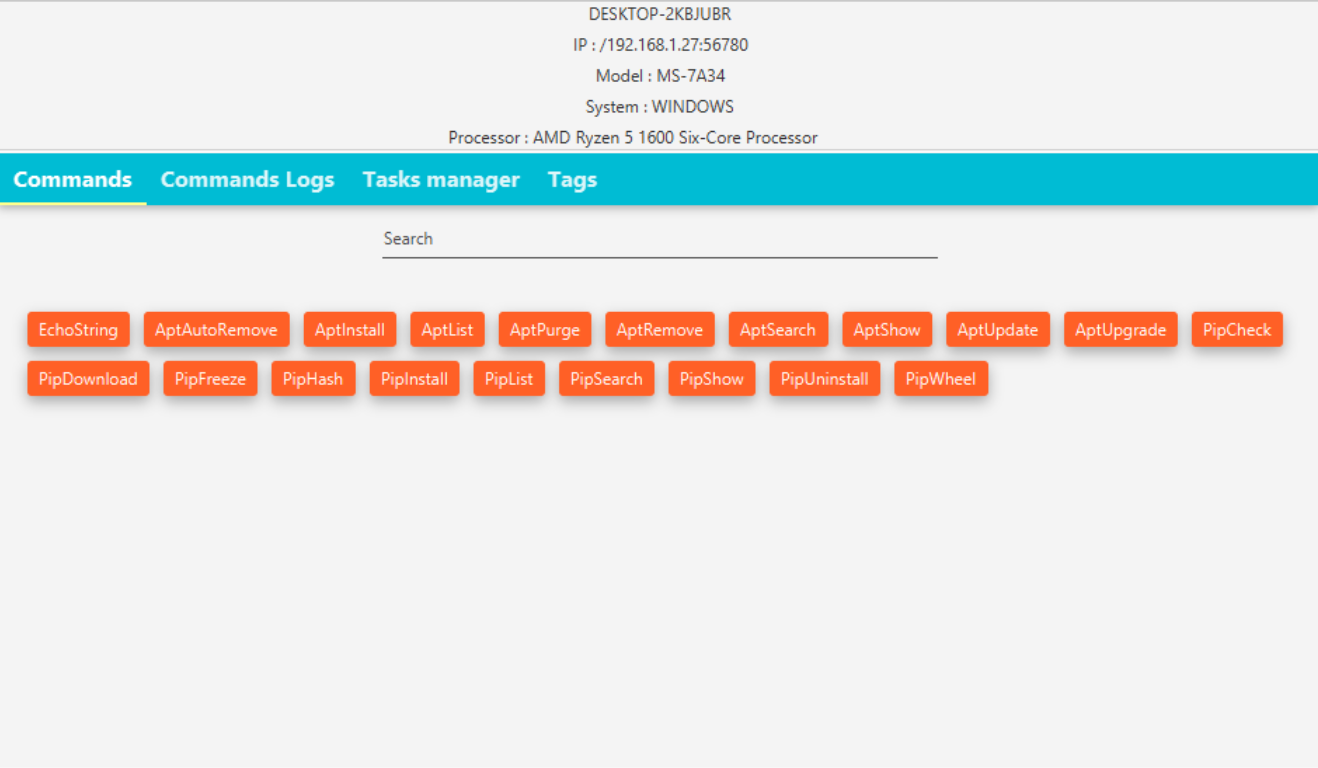 DESKTOP-2KBJUBR
IP : /192.168.1.27:56780
Model : MS-7A34
System : WINDOWS
Processor : AMD Ryzen 5 1600 Six-Core Processor
Commands Commands Logs Tasks manager Tags
Search
EchoString AptAutoRemove AptInstall AptList AptPurge AptRemove AptSearch AptShow AptUpdate AptUpgrade PipCheck
PipDownload PipFreeze PipHash PipInstall PipList PipSearch PipShow PipUninstall PipWheel